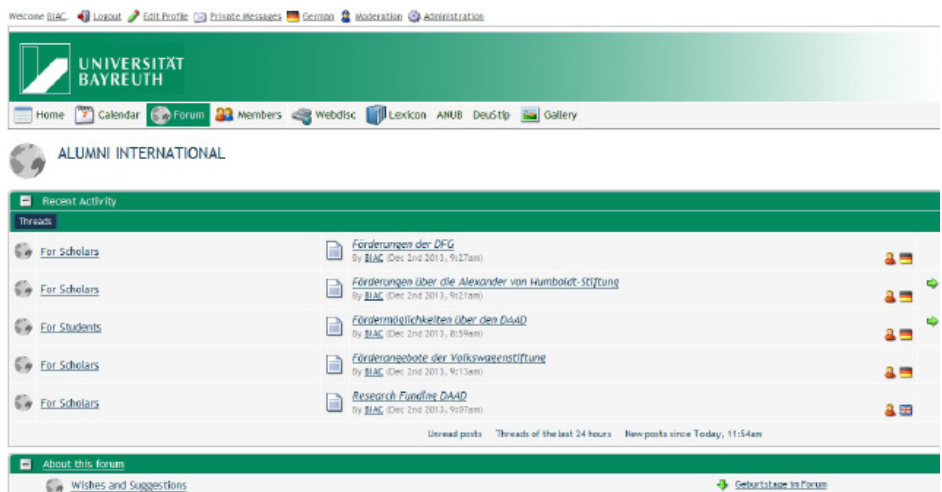 Welcome BIAC. Logout Edit Profile Private Messages German Moderation Administration
UNIVERSITÄT
BAYREUTH
Home Calendar Forum Members Webdisc Lexicon ANUB DeuStip Gallery
ALUMNI INTERNATIONAL
Recent Activity
Threads
For Scholars Förderungen der DFG
By BIAC (Dec 2nd 2013, 9:27am)
For Scholars Förderungen über die Alexander von Humboldt-Stiftung
By BIAC (Dec 2nd 2013, 9:21am)
For Students Fördermöglichkeiten über den DAAD
By BIAC (Dec 2nd 2013, 8:59am)
For Scholars Förderangebote der Volkswagenstiftung
By BIAC (Dec 2nd 2013, 9:13am)
For Scholars Research Funding DAAD
By BIAC (Dec 2nd 2013, 9:07am)
Unread posts Threads of the last 24 hours New posts since Today, 11:54am
About this forum
Wishes and Suggestions Geburtstage im Forum